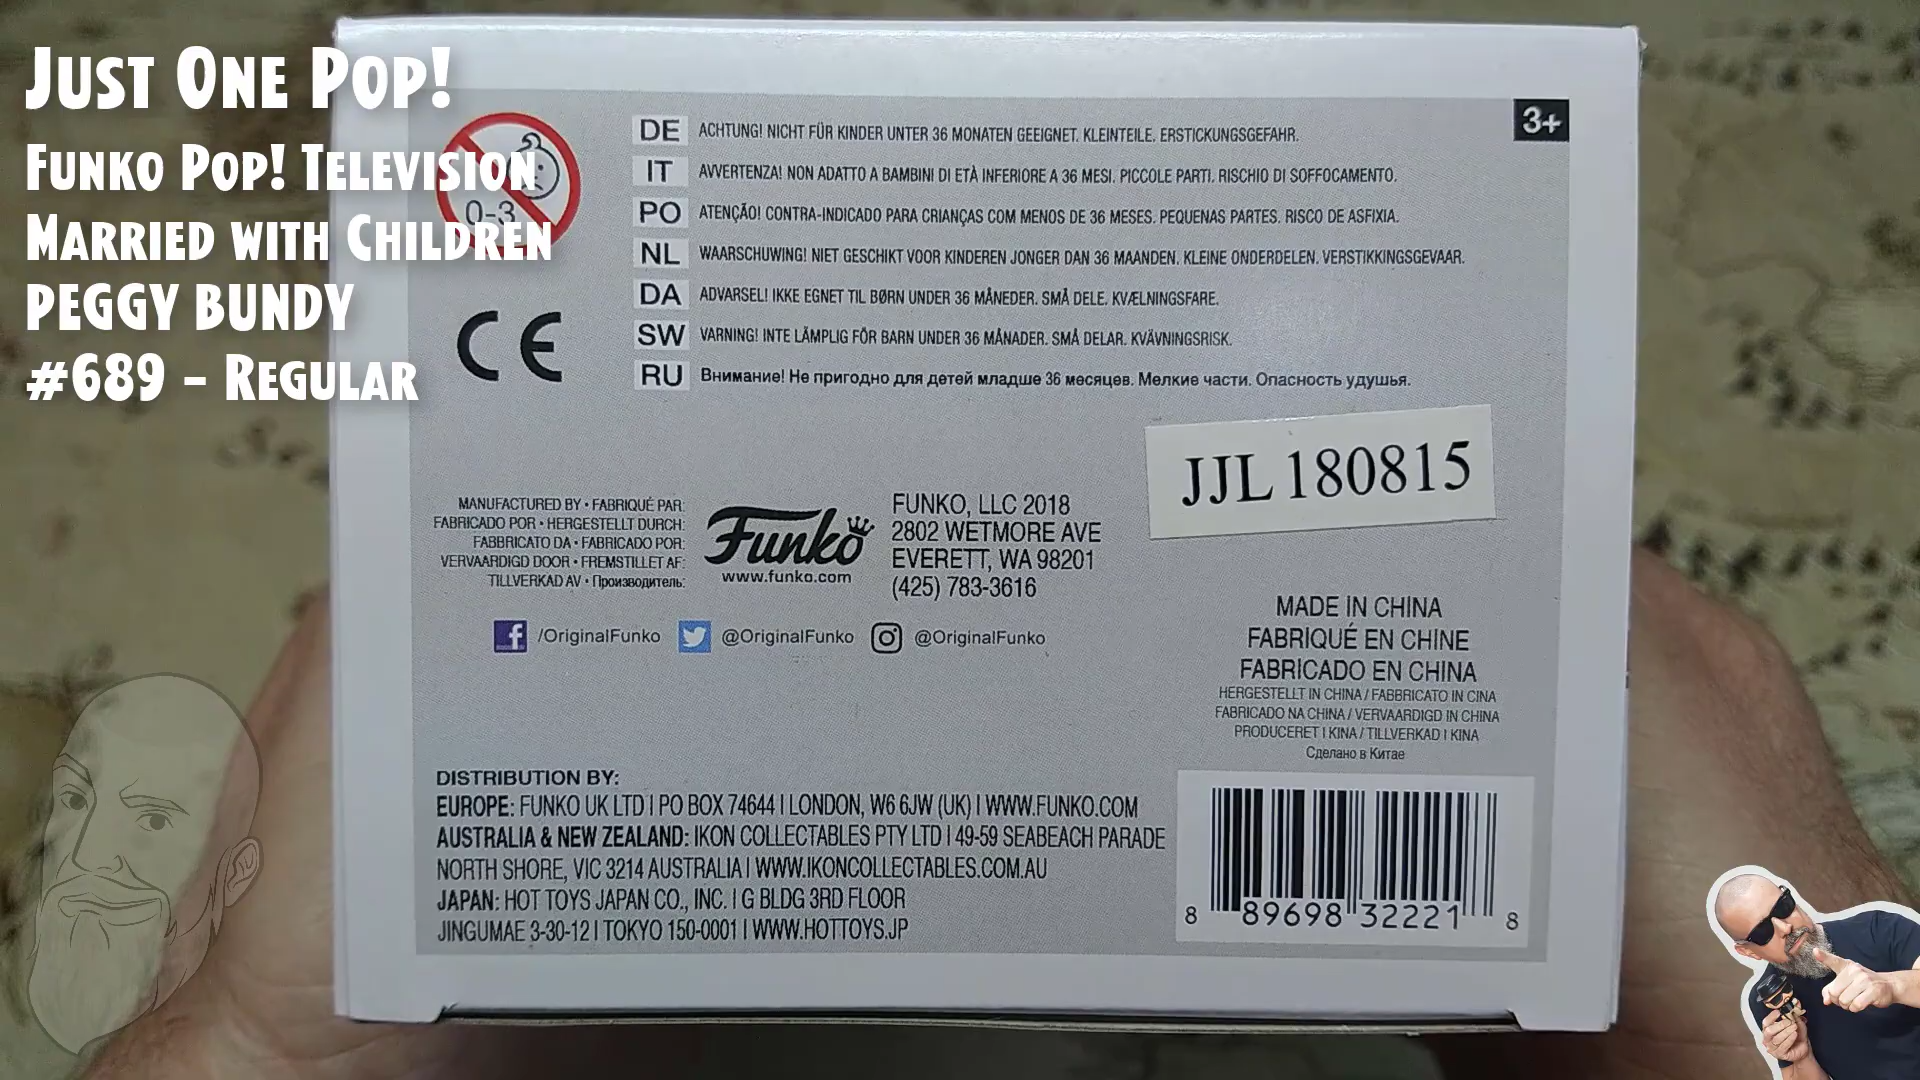 JUST ONE POP!
FUNKO POP! TELEVISION
MARRIED WITH CHILDREN
PEGGY BUNDY
#689 – REGULAR
0-3
3+
DE ACHTUNG! NICHT FÜR KINDER UNTER 36 MONATEN GEEIGNET. KLEINTEILE. ERSTICKUNGSGEFAHR.
IT AVVERTENZA! NON ADATTO A BAMBINI DI ETÀ INFERIORE A 36 MESI. PICCOLE PARTI. RISCHIO DI SOFFOCAMENTO.
PO ATENÇÃO! CONTRA-INDICADO PARA CRIANÇAS COM MENOS DE 36 MESES. PEQUENAS PARTES. RISCO DE ASFIXIA.
NL WAARSCHUWING! NIET GESCHIKT VOOR KINDEREN JONGER DAN 36 MAANDEN. KLEINE ONDERDELEN. VERSTIKKINGSGEVAAR.
DA ADVARSEL! IKKE EGNET TIL BØRN UNDER 36 MÅNEDER. SMÅ DELE. KVÆLNINGSFARE.
SW VARNING! INTE LÄMPLIG FÖR BARN UNDER 36 MÅNADER. SMÅ DELAR. KVÄVNINGSRISK.
RU Внимание! Не пригодно для детей младше 36 месяцев. Мелкие части. Опасность удушья.
CE
JJL 180815
MANUFACTURED BY • FABRIQUÉ PAR:
FABRICADO POR • HERGESTELLT DURCH:
FABBRICATO DA • FABRICADO POR:
VERVAARDIGD DOOR • FREMSTILLET AF:
TILLVERKAD AV • Производитель:
Funko
www.funko.com
FUNKO, LLC 2018
2802 WETMORE AVE
EVERETT, WA 98201
(425) 783-3616
/OriginalFunko @OriginalFunko @OriginalFunko
MADE IN CHINA
FABRIQUÉ EN CHINE
FABRICADO EN CHINA
HERGESTELLT IN CHINA / FABBRICATO IN CINA
FABRICADO NA CHINA / VERVAARDIGD IN CHINA
PRODUCERET I KINA / TILLVERKAD I KINA
Сделано в Китае
DISTRIBUTION BY:
EUROPE: FUNKO UK LTD | PO BOX 74644 | LONDON, W6 6JW (UK) | WWW.FUNKO.COM
AUSTRALIA & NEW ZEALAND: IKON COLLECTABLES PTY LTD | 49-59 SEABEACH PARADE
NORTH SHORE, VIC 3214 AUSTRALIA | WWW.IKONCOLLECTABLES.COM.AU
JAPAN: HOT TOYS JAPAN CO., INC. | G BLDG 3RD FLOOR
JINGUMAE 3-30-12 | TOKYO 150-0001 | WWW.HOTTOYS.JP
8 89698 32221 8